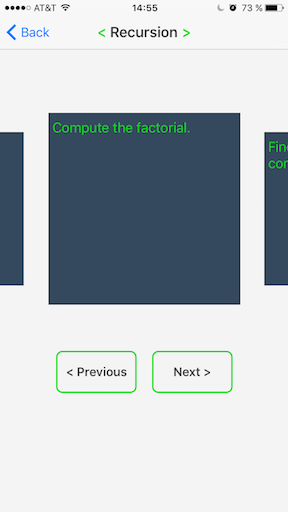 AT&T 14:55 73 %
Back < Recursion >
Compute the factorial.
< Previous Next >